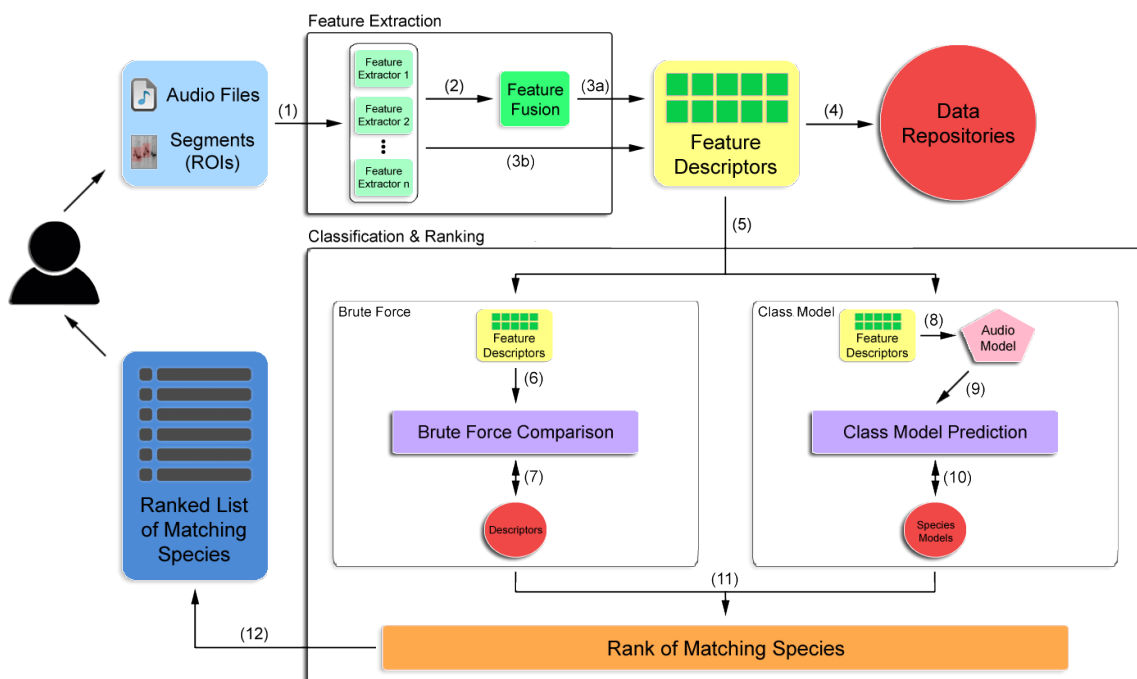 Feature Extraction
Audio Files
Segments
(ROIs)
(1)
Feature
Extractor 1
Feature
Extractor 2
Feature
Extractor n
(2)
Feature
Fusion
(3a)
(3b)
Feature
Descriptors
(4)
Data
Repositories
(5)
Classification & Ranking
Brute Force
Feature
Descriptors
(6)
Brute Force Comparison
(7)
Descriptors
Class Model
Feature
Descriptors
(8)
Audio
Model
(9)
Class Model Prediction
(10)
Species
Models
(11)
Rank of Matching Species
(12)
Ranked List
of Matching
Species